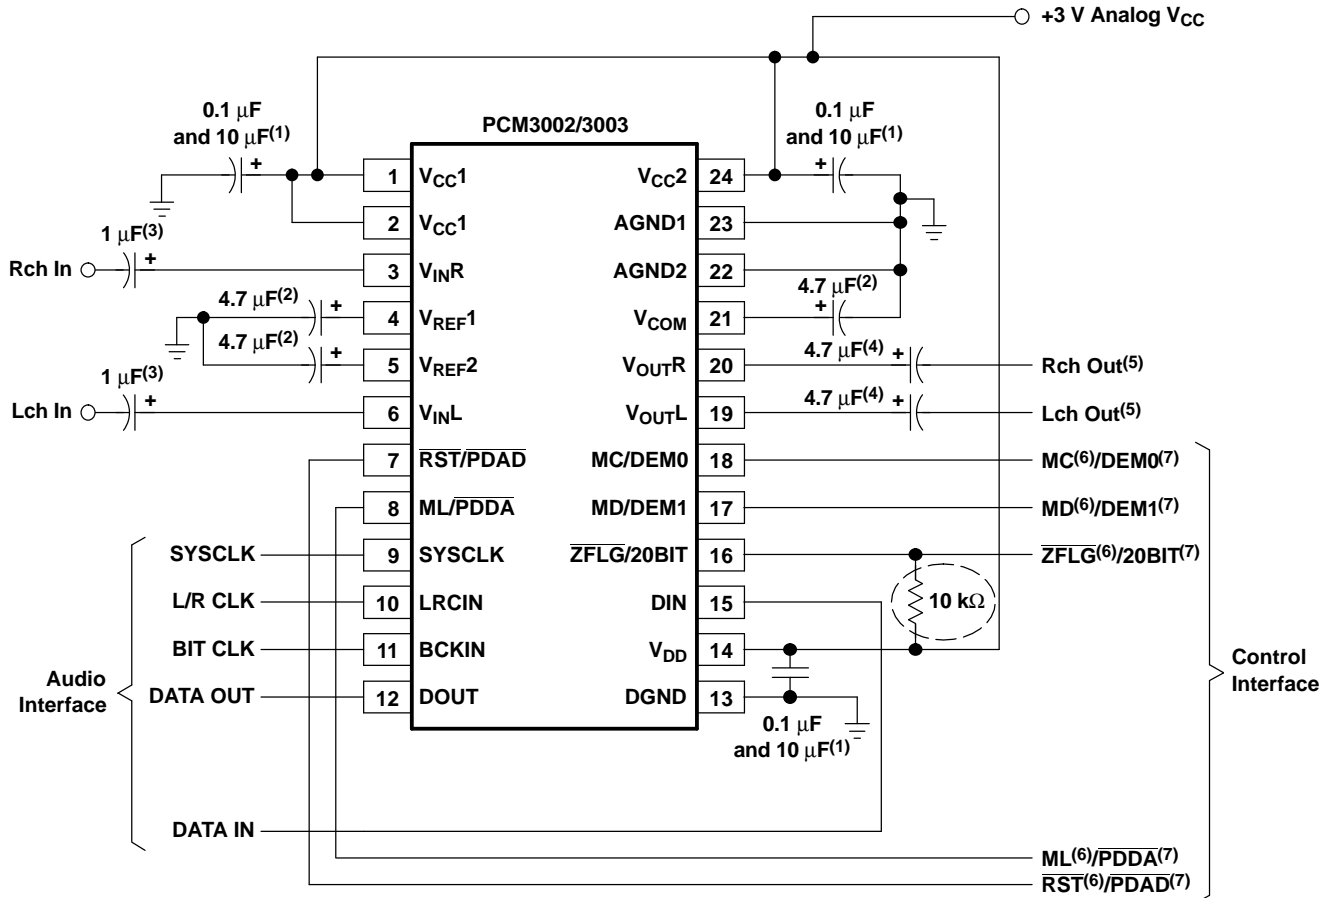 +3 V Analog VCC
0.1 μF
and 10 μF(1)
PCM3002/3003
0.1 μF
and 10 μF(1)
+
1 VCC1
VCC2 24
+
2 VCC1
AGND1 23
1 μF(3)
Rch In
+
3 VINR
AGND2 22
4.7 μF(2)
+
4 VREF1
VCOM 21
4.7 μF(2)
+
4.7 μF(2)
+
5 VREF2
VOUTR 20
4.7 μF(4)
+
Rch Out(5)
1 μF(3)
Lch In
+
6 VINL
VOUTL 19
4.7 μF(4)
+
Lch Out(5)
7 RST/PDAD
MC/DEM0 18
MC(6)/DEM0(7)
8 ML/PDDA
MD/DEM1 17
MD(6)/DEM1(7)
SYSCLK
9 SYSCLK
ZFLG/20BIT 16
ZFLG(6)/20BIT(7)
L/R CLK
10 LRCIN
DIN 15
10 kΩ
BIT CLK
11 BCKIN
VDD 14
DATA OUT
12 DOUT
DGND 13
0.1 μF
and 10 μF(1)
Audio
Interface
Control
Interface
DATA IN
ML(6)/PDDA(7)
RST(6)/PDAD(7)